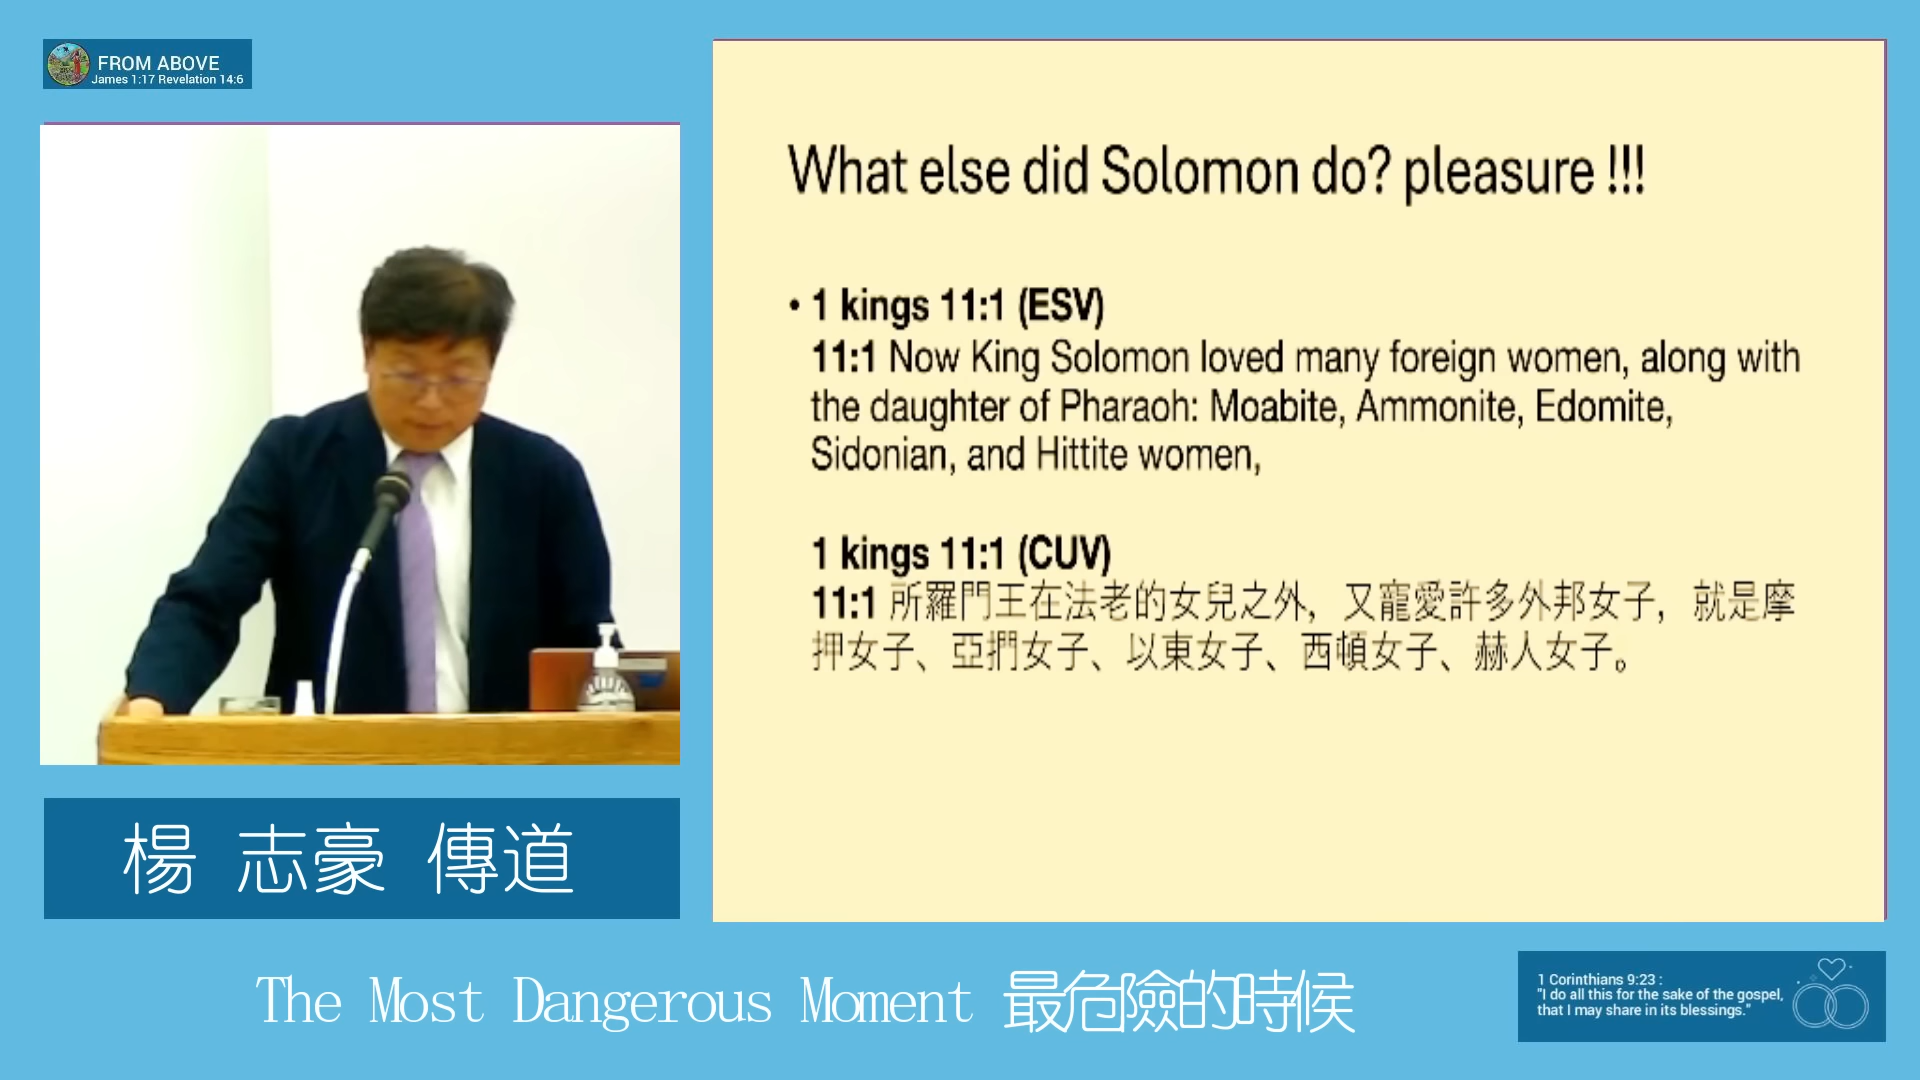 FROM ABOVE
James 1:17 Revelation 14:6
What else did Solomon do? pleasure !!!
• 1 kings 11:1 (ESV)
11:1 Now King Solomon loved many foreign women, along with
the daughter of Pharaoh: Moabite, Ammonite, Edomite,
Sidonian, and Hittite women,
1 kings 11:1 (CUV)
11:1 所羅門王在法老的女兒之外，又寵愛許多外邦女子，就是摩
押女子、亞捫女子、以東女子、西頓女子、赫人女子。
楊 志豪 傳道
The Most Dangerous Moment 最危險的時候
1 Corinthians 9:23 :
"I do all this for the sake of the gospel,
that I may share in its blessings."